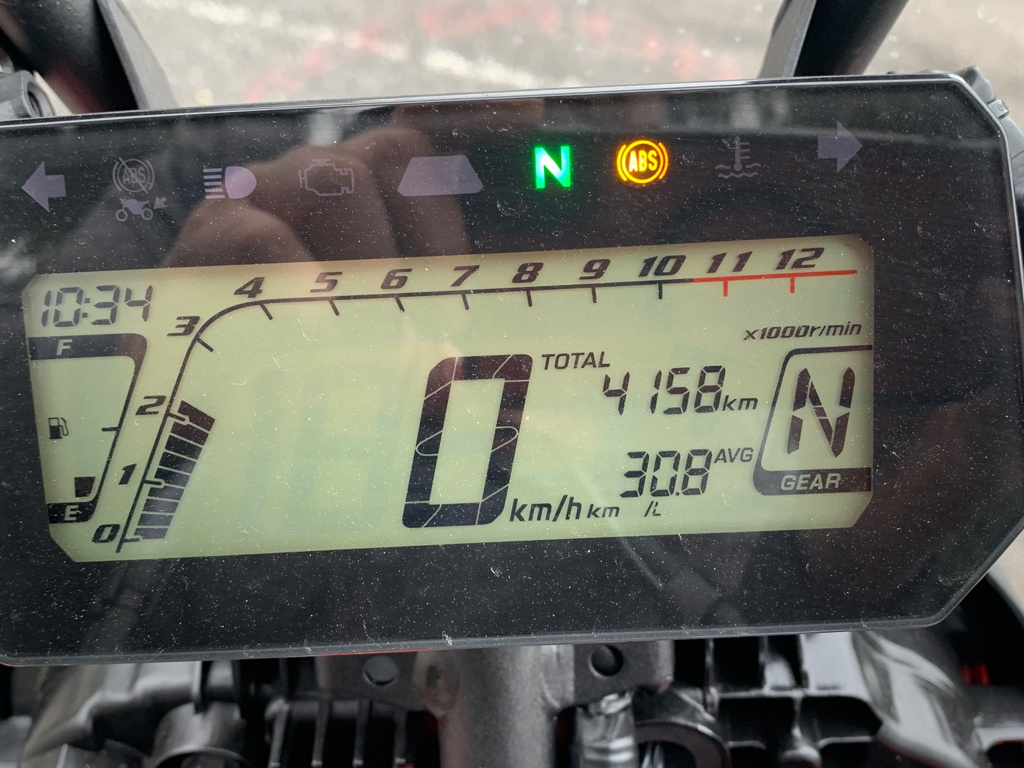 ABS
N
ABS
10:34
4 5 6 7 8 9 10 11 12
3
x1000r/min
F
TOTAL
4158km
2
N
30.8 AVG
1
GEAR
E
0
0 km/h km/L